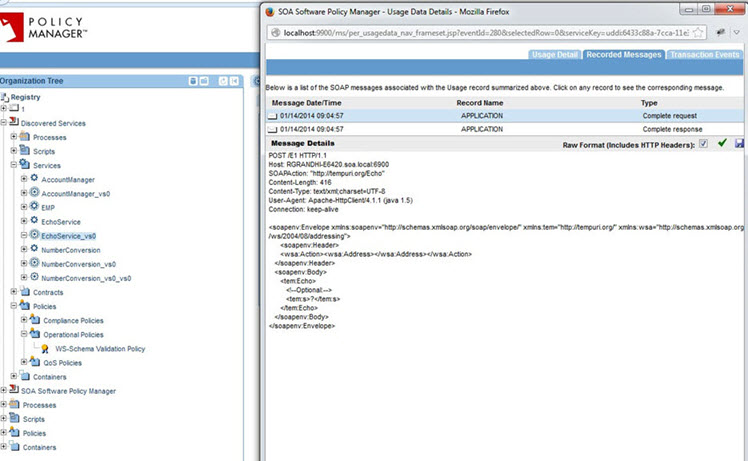 POLICY
MANAGER™
Organization Tree
Registry
1
Discovered Services
Processes
Scripts
Services
AccountManager
AccountManager_vs0
EMP
EchoService
EchoService_vs0
NumberConversion
NumberConversion_vs0
NumberConversion_vs0_vs0
Contracts
Policies
Compliance Policies
Operational Policies
WS-Schema Validation Policy
QoS Policies
Containers
SOA Software Policy Manager
Processes
Scripts
Policies
Containers
SOA Software Policy Manager - Usage Data Details - Mozilla Firefox
localhost:9900/ms/per_usagedata_nav_frameset.jsp?eventId=280&selectedRow=0&serviceKey=uddi:6433c88a-7cca-11e
Usage Detail Recorded Messages Transaction Events
Below is a list of the SOAP messages associated with the Usage record summarized above. Click on any record to see the corresponding message.
Message Date/Time Record Name Type
01/14/2014 09:04:57 APPLICATION Complete request
01/14/2014 09:04:57 APPLICATION Complete response
Message Details Raw Format (Includes HTTP Headers):
POST /E1 HTTP/1.1
Host: RGRANDHI-E6420.soa.local:6900
SOAPAction: "http://tempuri.org/Echo"
Content-Length: 416
Content-Type: text/xml;charset=UTF-8
User-Agent: Apache-HttpClient/4.1.1 (java 1.5)
Connection: keep-alive
<soapenv:Envelope xmlns:soapenv="http://schemas.xmlsoap.org/soap/envelope/" xmlns:tem="http://tempuri.org/" xmlns:wsa="http://schemas.xmlsoap.org
/ws/2004/08/addressing">
<soapenv:Header>
<wsa:Action><wsa:Address></wsa:Address></wsa:Action>
</soapenv:Header>
<soapenv:Body>
<tem:Echo>
<!--Optional:-->
<tem:s>?</tem:s>
</tem:Echo>
</soapenv:Body>
</soapenv:Envelope>